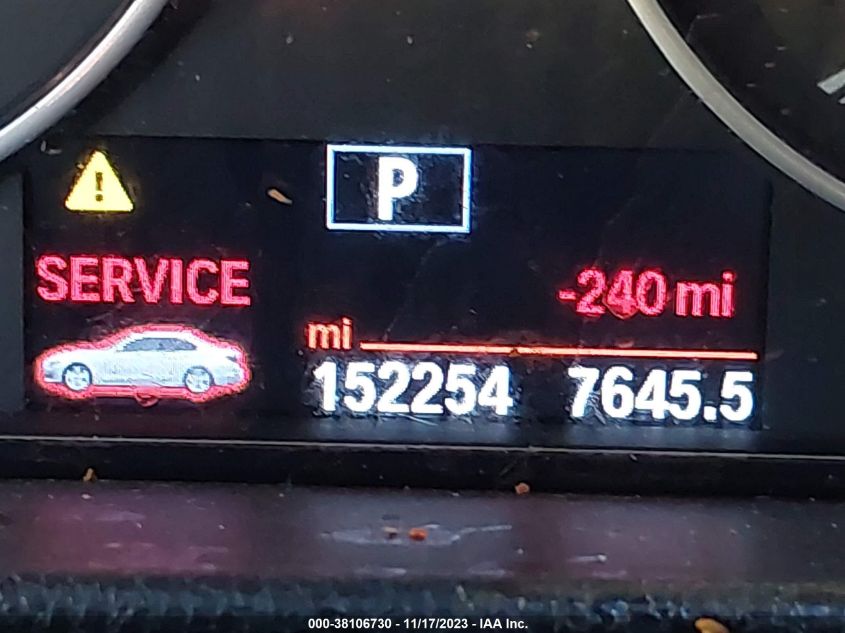 P
SERVICE
-240 mi
mi
152254 7645.5
000-38106730 - 11/17/2023 - IAA Inc.